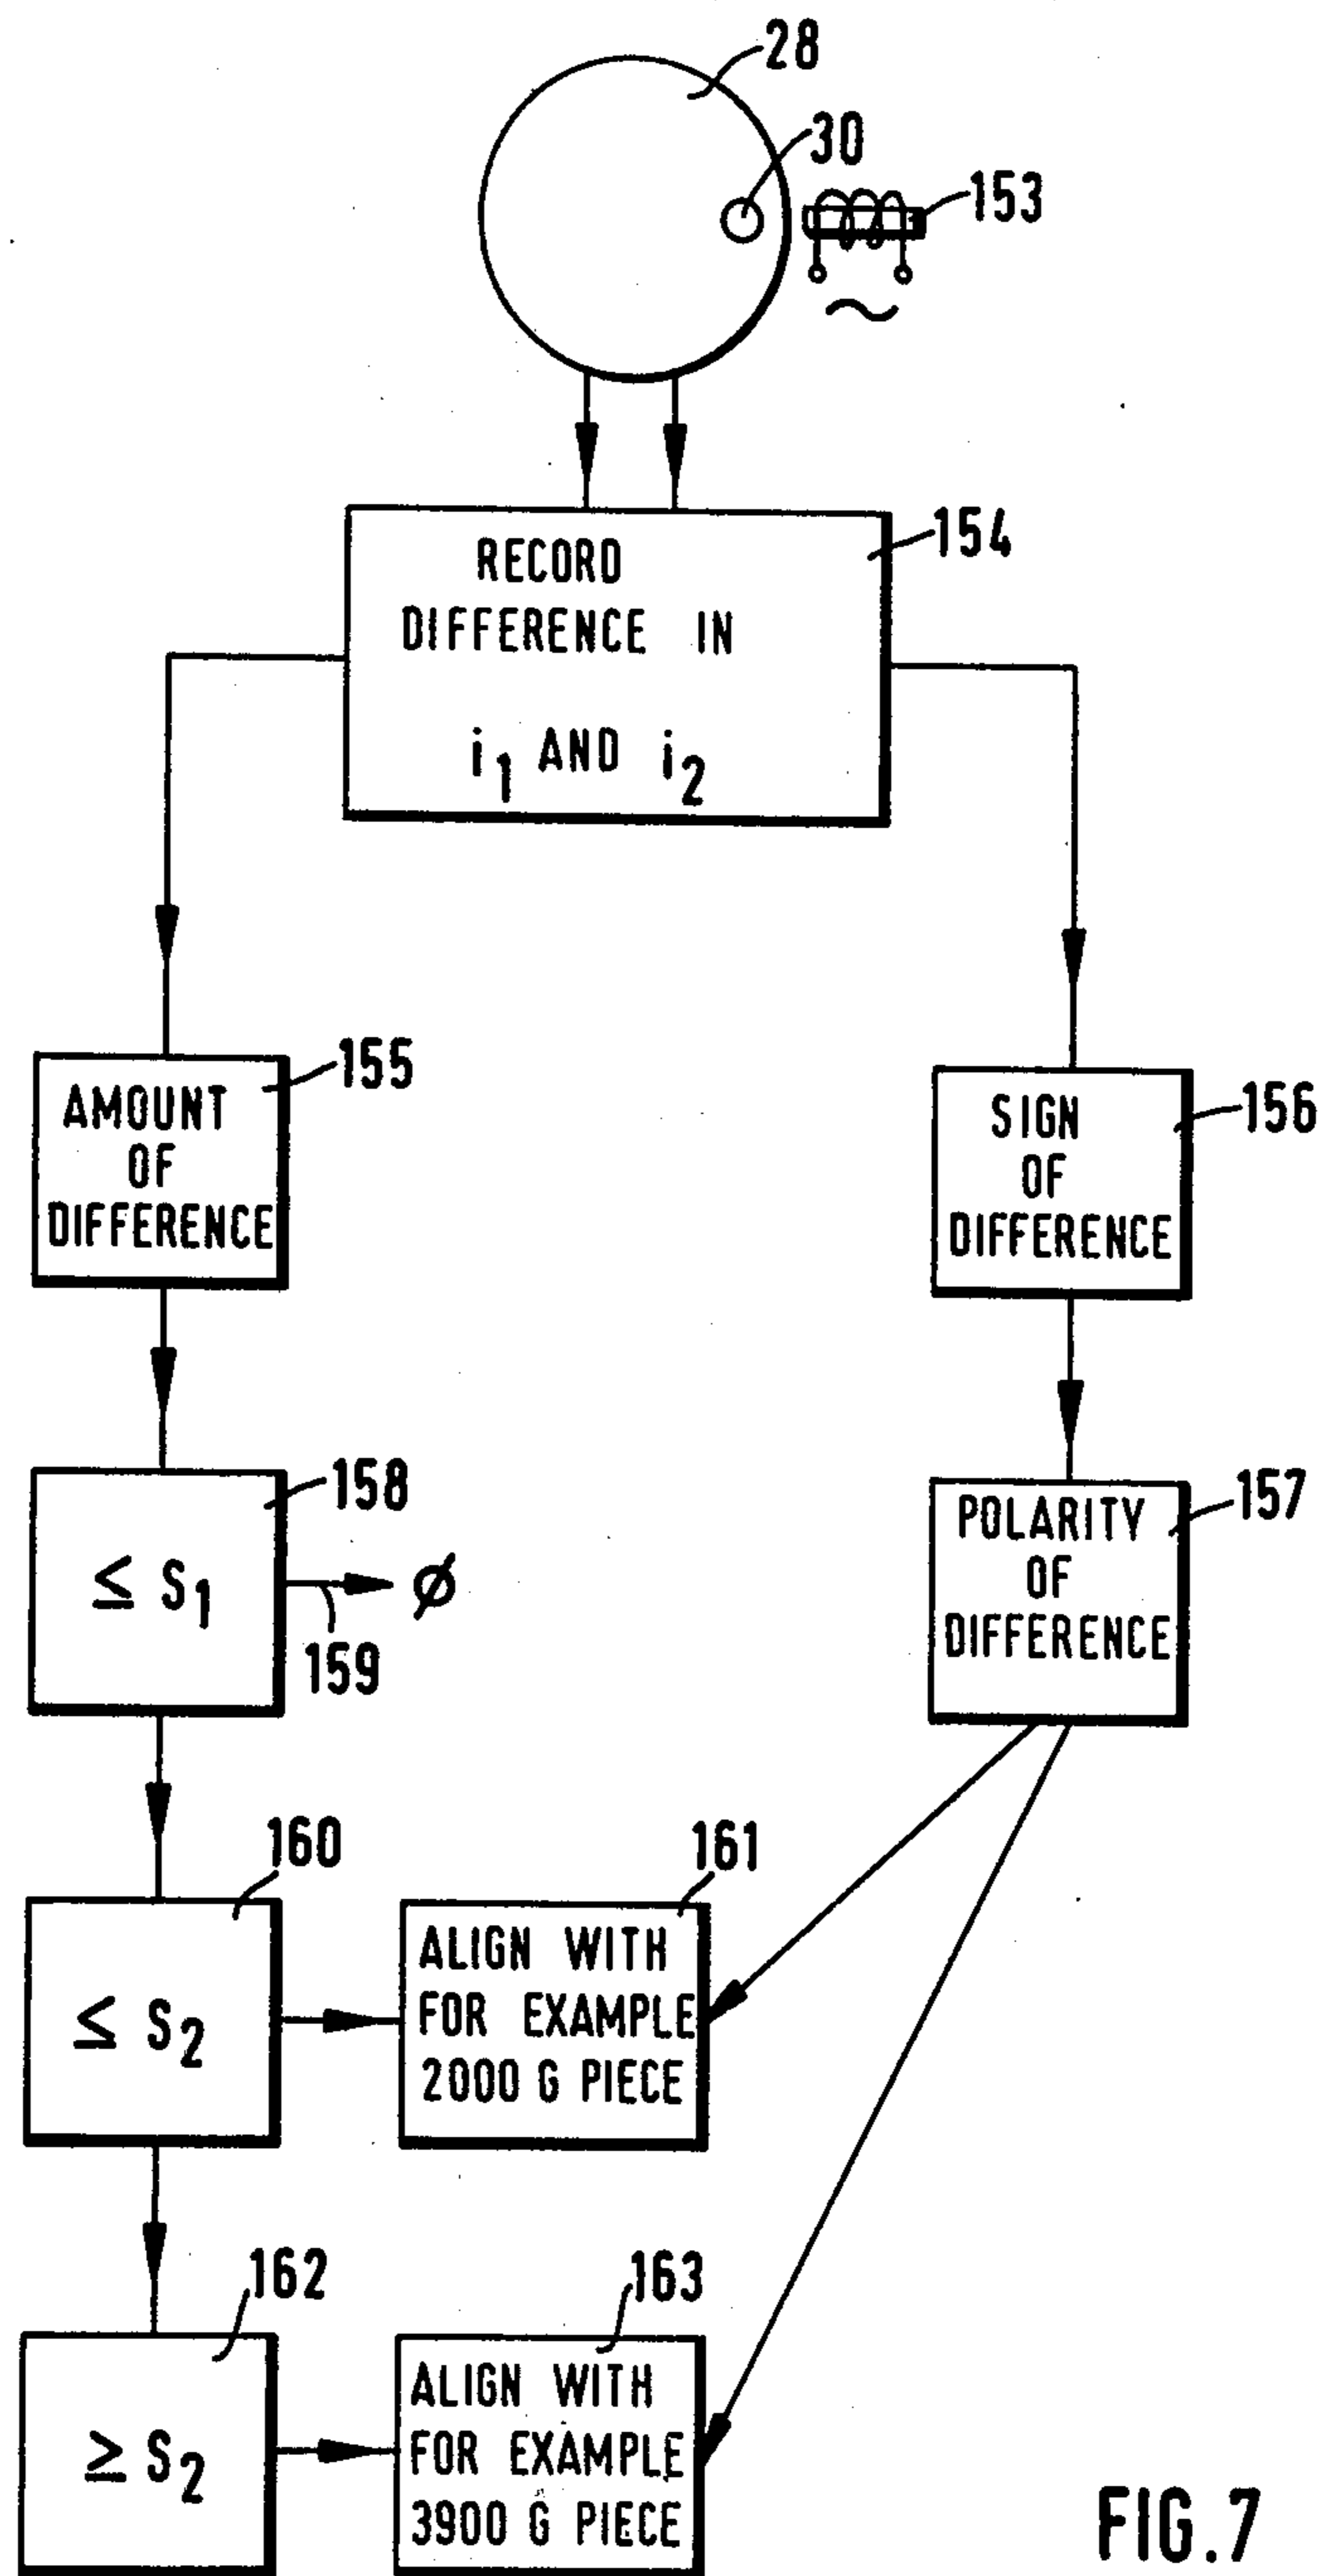 28
30
153
~
154
RECORD
DIFFERENCE IN
i₁ AND i₂
155
AMOUNT
OF
DIFFERENCE
156
SIGN
OF
DIFFERENCE
158
≤ S₁
159
ϕ
157
POLARITY
OF
DIFFERENCE
160
≤ S₂
161
ALIGN WITH
FOR EXAMPLE
2000 G PIECE
162
≥ S₂
163
ALIGN WITH
FOR EXAMPLE
3900 G PIECE
FIG.7